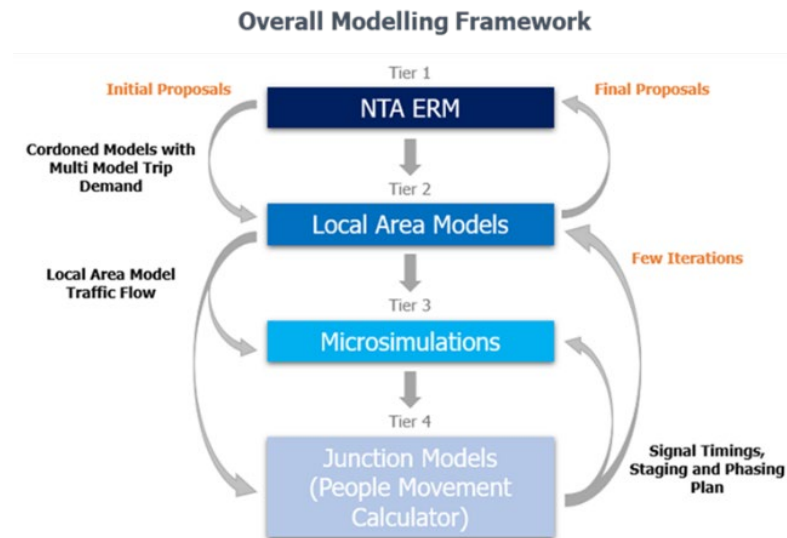 Overall Modelling Framework
Tier 1
Initial Proposals
NTA ERM
Final Proposals
Cordoned Models with
Multi Model Trip
Demand
Tier 2
Local Area Models
Few Iterations
Local Area Model
Traffic Flow
Tier 3
Microsimulations
Tier 4
Junction Models
(People Movement
Calculator)
Signal Timings,
Staging and Phasing
Plan